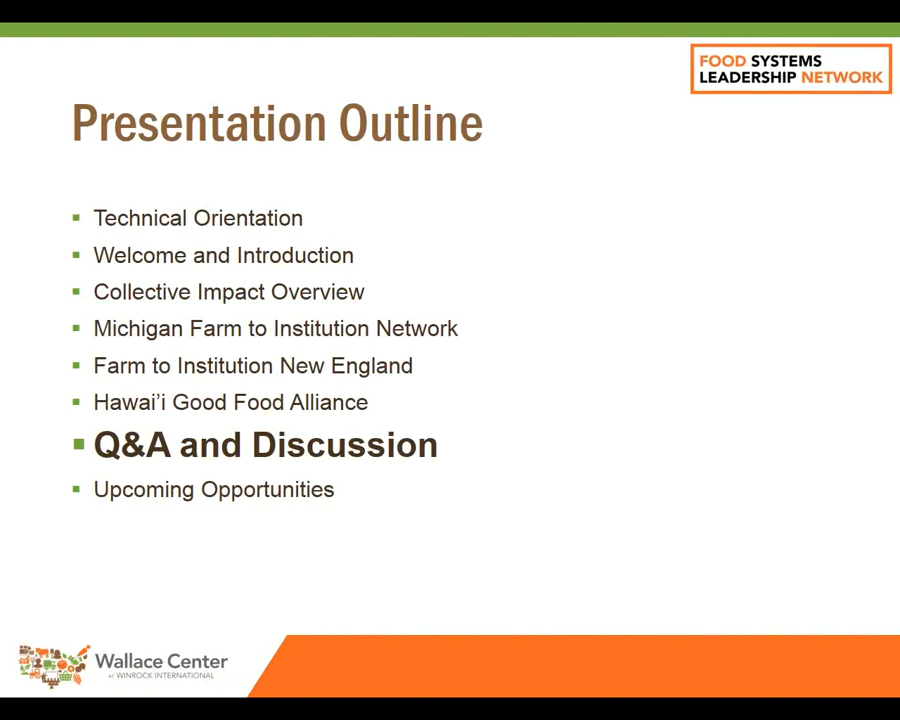 FOOD SYSTEMS
LEADERSHIP NETWORK
Presentation Outline
Technical Orientation
Welcome and Introduction
Collective Impact Overview
Michigan Farm to Institution Network
Farm to Institution New England
Hawai’i Good Food Alliance
Q&A and Discussion
Upcoming Opportunities
Wallace Center
AT WINROCK INTERNATIONAL